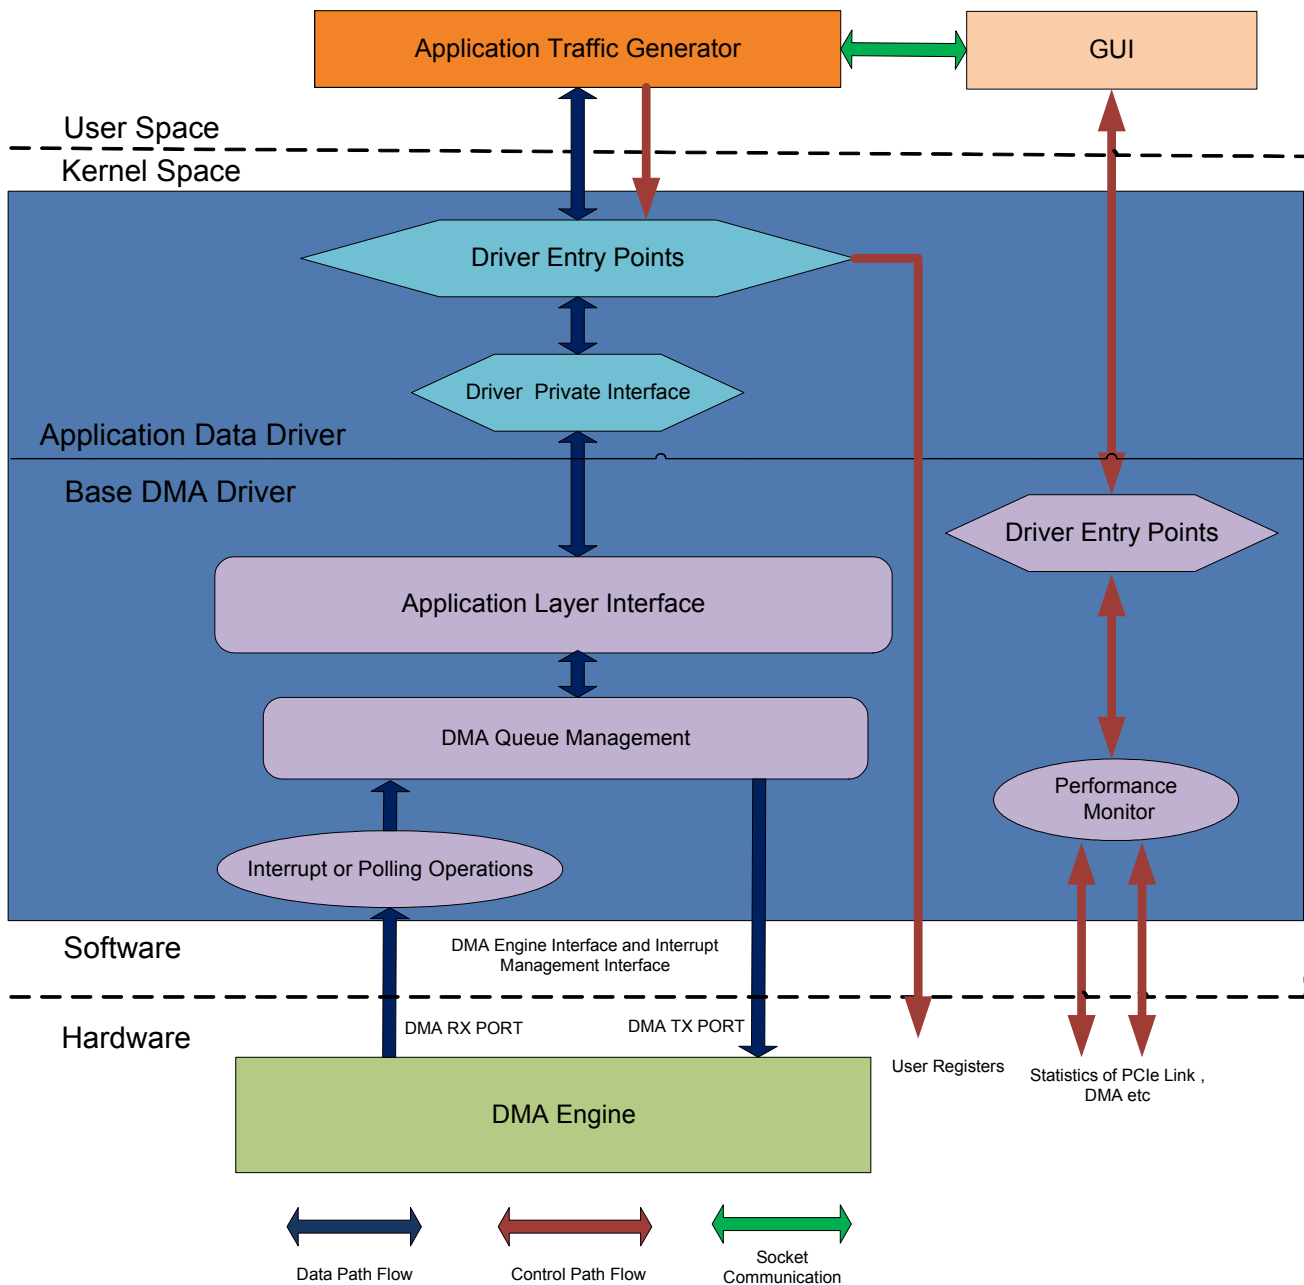 Application Traffic Generator
GUI
User Space
Kernel Space
Driver Entry Points
Driver Private Interface
Application Data Driver
Base DMA Driver
Driver Entry Points
Application Layer Interface
DMA Queue Management
Performance
Monitor
Interrupt or Polling Operations
Software
DMA Engine Interface and Interrupt
Management Interface
Hardware
DMA RX PORT
DMA TX PORT
User Registers
Statistics of PCIe Link ,
DMA etc
DMA Engine
Data Path Flow
Control Path Flow
Socket
Communication